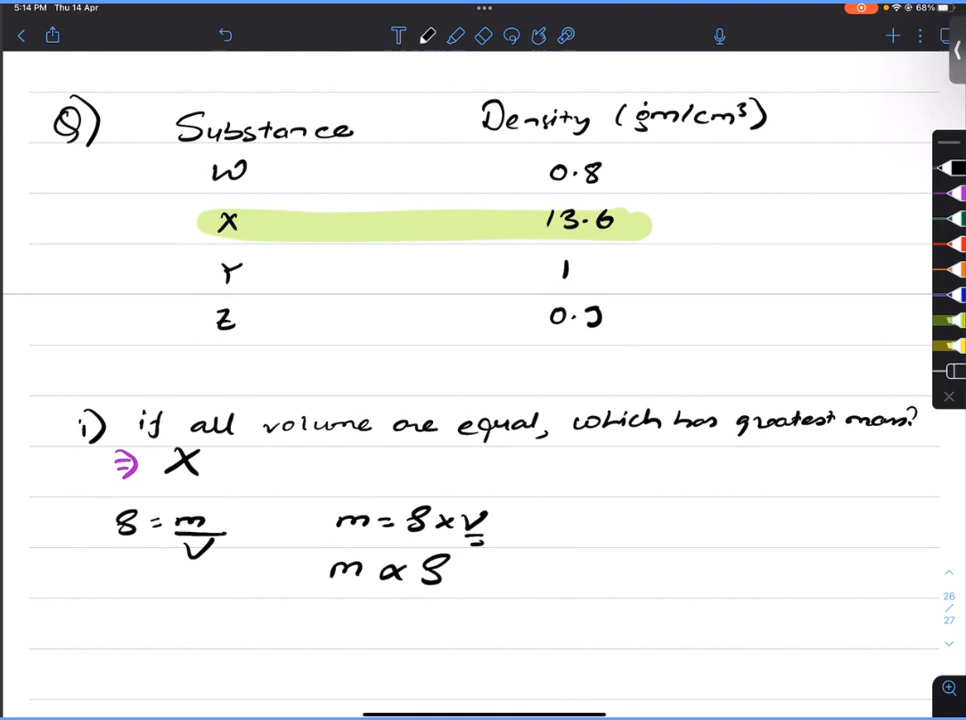 5:14 PM Thu 14 Apr
68%
Q) Substance Density (gm/cm³)
W 0.8
X 13.6
Y 1
Z 0.9
i) if all volume are equal, which has greatest mass?
⇒ X
ρ = m/V m = ρ × V
m ∝ ρ
26
/
27